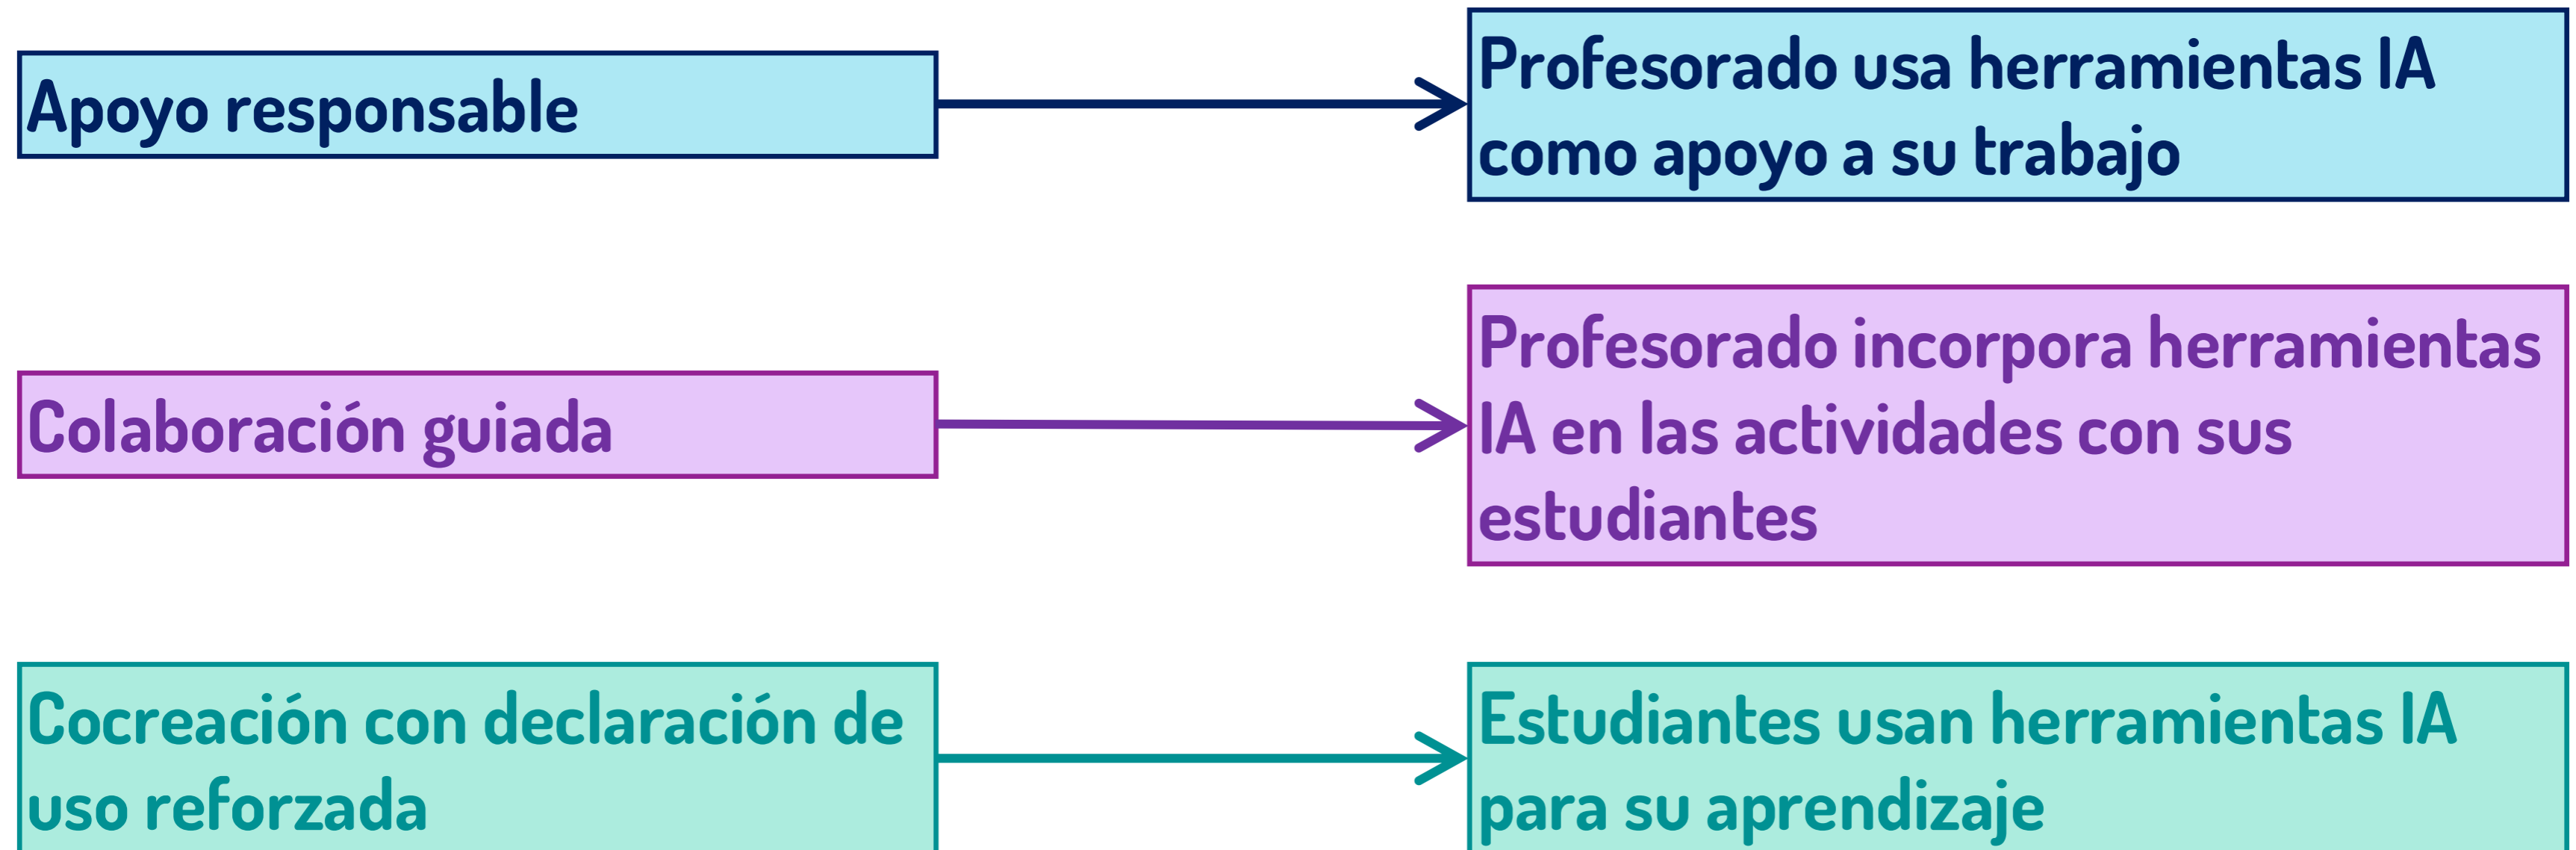 Apoyo responsable
Profesorado usa herramientas IA
como apoyo a su trabajo
Colaboración guiada
Profesorado incorpora herramientas
IA en las actividades con sus
estudiantes
Cocreación con declaración de
uso reforzada
Estudiantes usan herramientas IA
para su aprendizaje